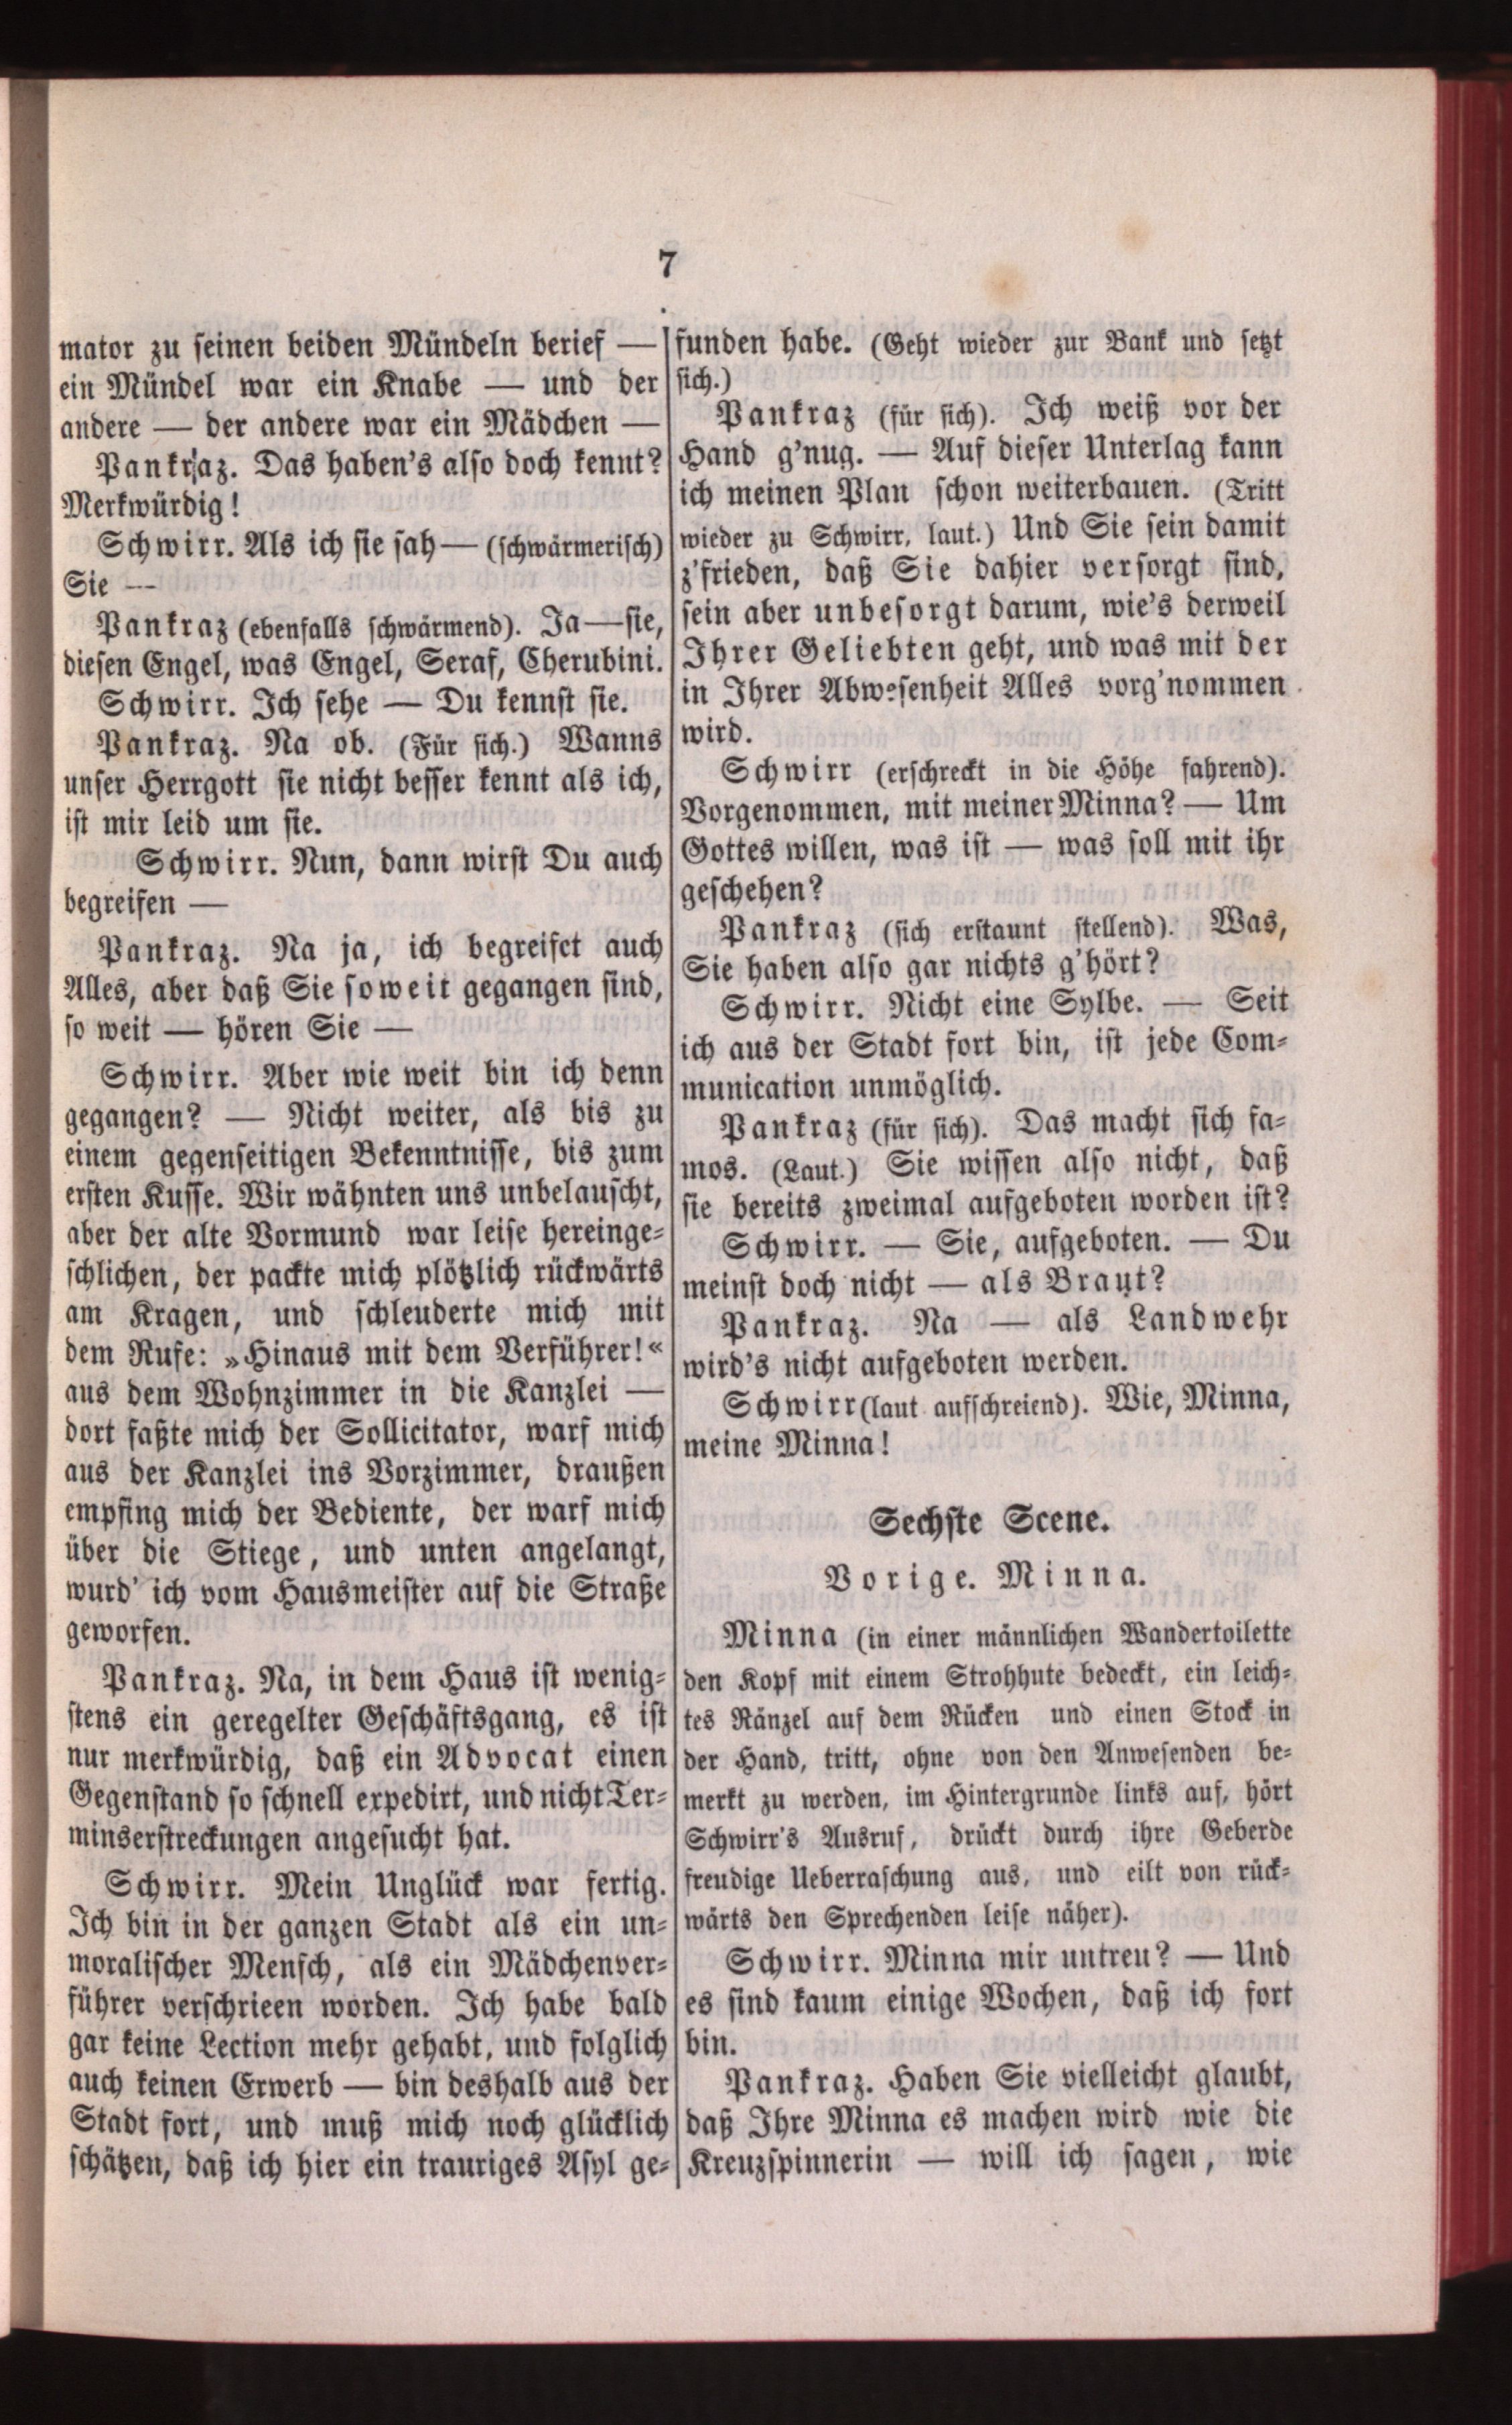 7
mator zu seinen beiden Mündeln berief —
ein Mündel war ein Knabe — und der
andere — der andere war ein Mädchen —
Pankraz. Das haben's also doch kennt?
Merkwürdig!
Schwirr. Als ich sie sah — (schwärmerisch)
Sie —
Pankraz (ebenfalls schwärmend). Ja — sie,
diesen Engel, was Engel, Seraf, Cherubini.
Schwirr. Ich sehe — Du kennst sie.
Pankraz. Na ob. (Für sich.) Wanns
unser Herrgott sie nicht besser kennt als ich,
ist mir leid um sie.
Schwirr. Nun, dann wirst Du auch
begreifen —
Pankraz. Na ja, ich begreifet auch
Alles, aber daß Sie soweit gegangen sind,
so weit — hören Sie —
Schwirr. Aber wie weit bin ich denn
gegangen? — Nicht weiter, als bis zu
einem gegenseitigen Bekenntnisse, bis zum
ersten Kusse. Wir wähnten uns unbelauscht,
aber der alte Vormund war leise hereinge-
schlichen, der packte mich plötzlich rückwärts
am Kragen, und schleuderte mich mit
dem Rufe: »Hinaus mit dem Verführer!«
aus dem Wohnzimmer in die Kanzlei —
dort faßte mich der Sollicitator, warf mich
aus der Kanzlei ins Vorzimmer, draußen
empfing mich der Bediente, der warf mich
über die Stiege, und unten angelangt,
wurd' ich vom Hausmeister auf die Straße
geworfen.
Pankraz. Na, in dem Haus ist wenig-
stens ein geregelter Geschäftsgang, es ist
nur merkwürdig, daß ein Advocat einen
Gegenstand so schnell expedirt, und nicht Ter-
minserstreckungen angesucht hat.
Schwirr. Mein Unglück war fertig.
Ich bin in der ganzen Stadt als ein un-
moralischer Mensch, als ein Mädchenver-
führer verschrieen worden. Ich habe bald
gar keine Lection mehr gehabt, und folglich
auch keinen Erwerb — bin deshalb aus der
Stadt fort, und muß mich noch glücklich
schätzen, daß ich hier ein trauriges Asyl ge-
funden habe. (Geht wieder zur Bank und setzt
sich.)
Pankraz (für sich). Ich weiß vor der
Hand g'nug. — Auf dieser Unterlag kann
ich meinen Plan schon weiterbauen. (Tritt
wieder zu Schwirr, laut.) Und Sie sein damit
z'frieden, daß Sie dahier versorgt sind,
sein aber unbesorgt darum, wie's derweil
Ihrer Geliebten geht, und was mit der
in Ihrer Abwesenheit Alles vorg'nommen
wird.
Schwirr (erschreckt in die Höhe fahrend).
Vorgenommen, mit meiner Minna? — Um
Gottes willen, was ist — was soll mit ihr
geschehen?
Pankraz (sich erstaunt stellend). Was,
Sie haben also gar nichts g'hört?
Schwirr. Nicht eine Sylbe. — Seit
ich aus der Stadt fort bin, ist jede Com-
munication unmöglich.
Pankraz (für sich). Das macht sich fa-
mos. (Laut.) Sie wissen also nicht, daß
sie bereits zweimal aufgeboten worden ist?
Schwirr. — Sie, aufgeboten. — Du
meinst doch nicht — als Braut?
Pankraz. Na — als Landwehr
wird's nicht aufgeboten werden.
Schwirr (laut aufschreiend). Wie, Minna,
meine Minna!
Sechste Scene.
Vorige. Minna.
Minna (in einer männlichen Wandertoilette
den Kopf mit einem Strohhute bedeckt, ein leich-
tes Ränzel auf dem Rücken und einen Stock in
der Hand, tritt, ohne von den Anwesenden be-
merkt zu werden, im Hintergrunde links auf, hört
Schwirr's Ausruf, drückt durch ihre Geberde
freudige Ueberraschung aus, und eilt von rück-
wärts den Sprechenden leise näher).
Schwirr. Minna mir untreu? — Und
es sind kaum einige Wochen, daß ich fort
bin.
Pankraz. Haben Sie vielleicht glaubt,
daß Ihre Minna es machen wird wie die
Kreuzspinnerin — will ich sagen, wie